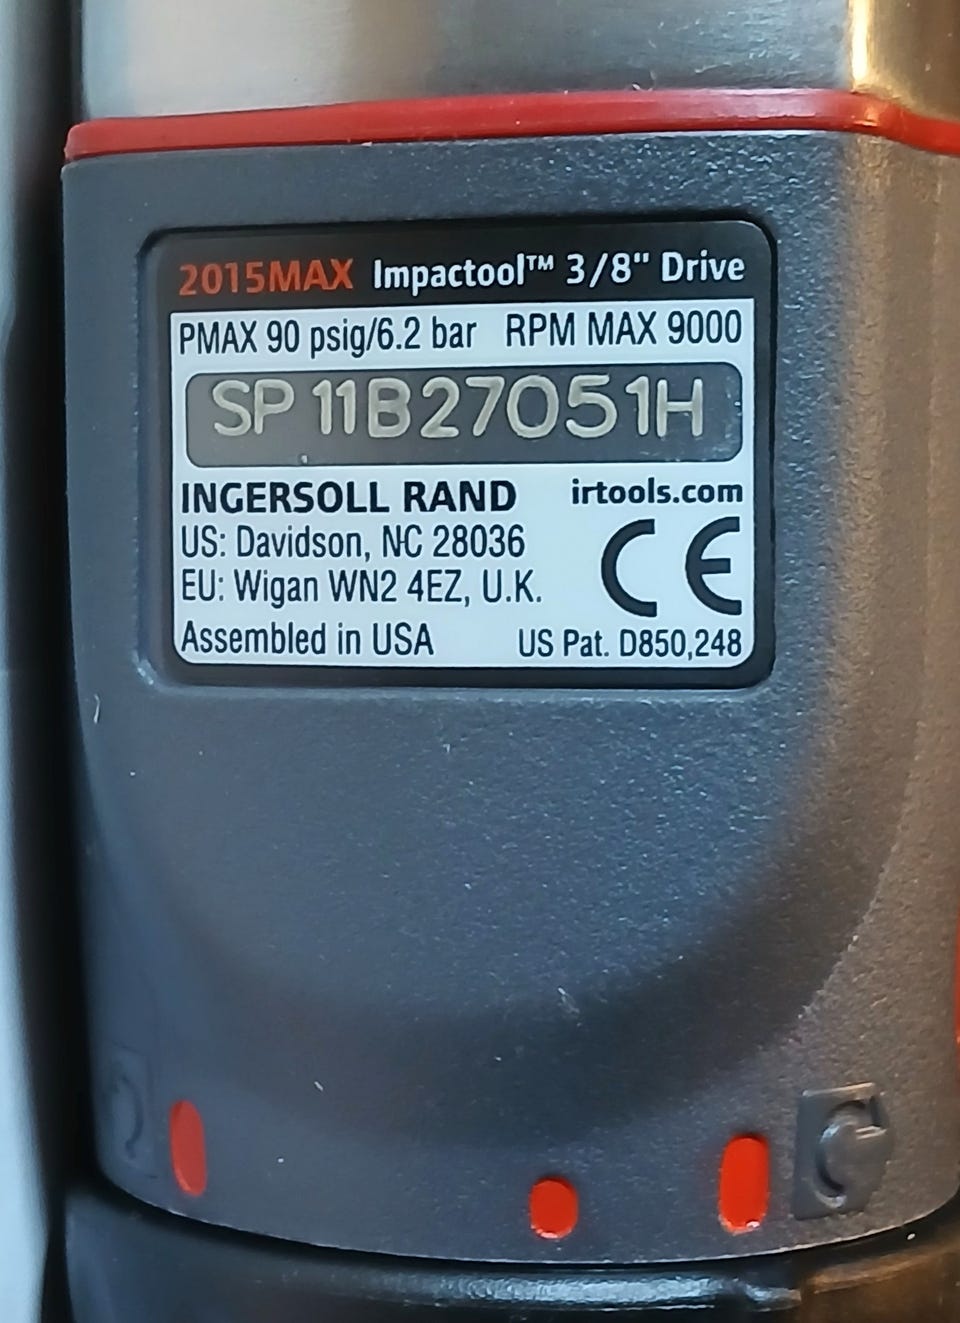 2015MAX Impactool™ 3/8" Drive
PMAX 90 psig/6.2 bar RPM MAX 9000
SP 11B27051H
INGERSOLL RAND irtools.com
US: Davidson, NC 28036
EU: Wigan WN2 4EZ, U.K.
CE
Assembled in USA US Pat. D850,248